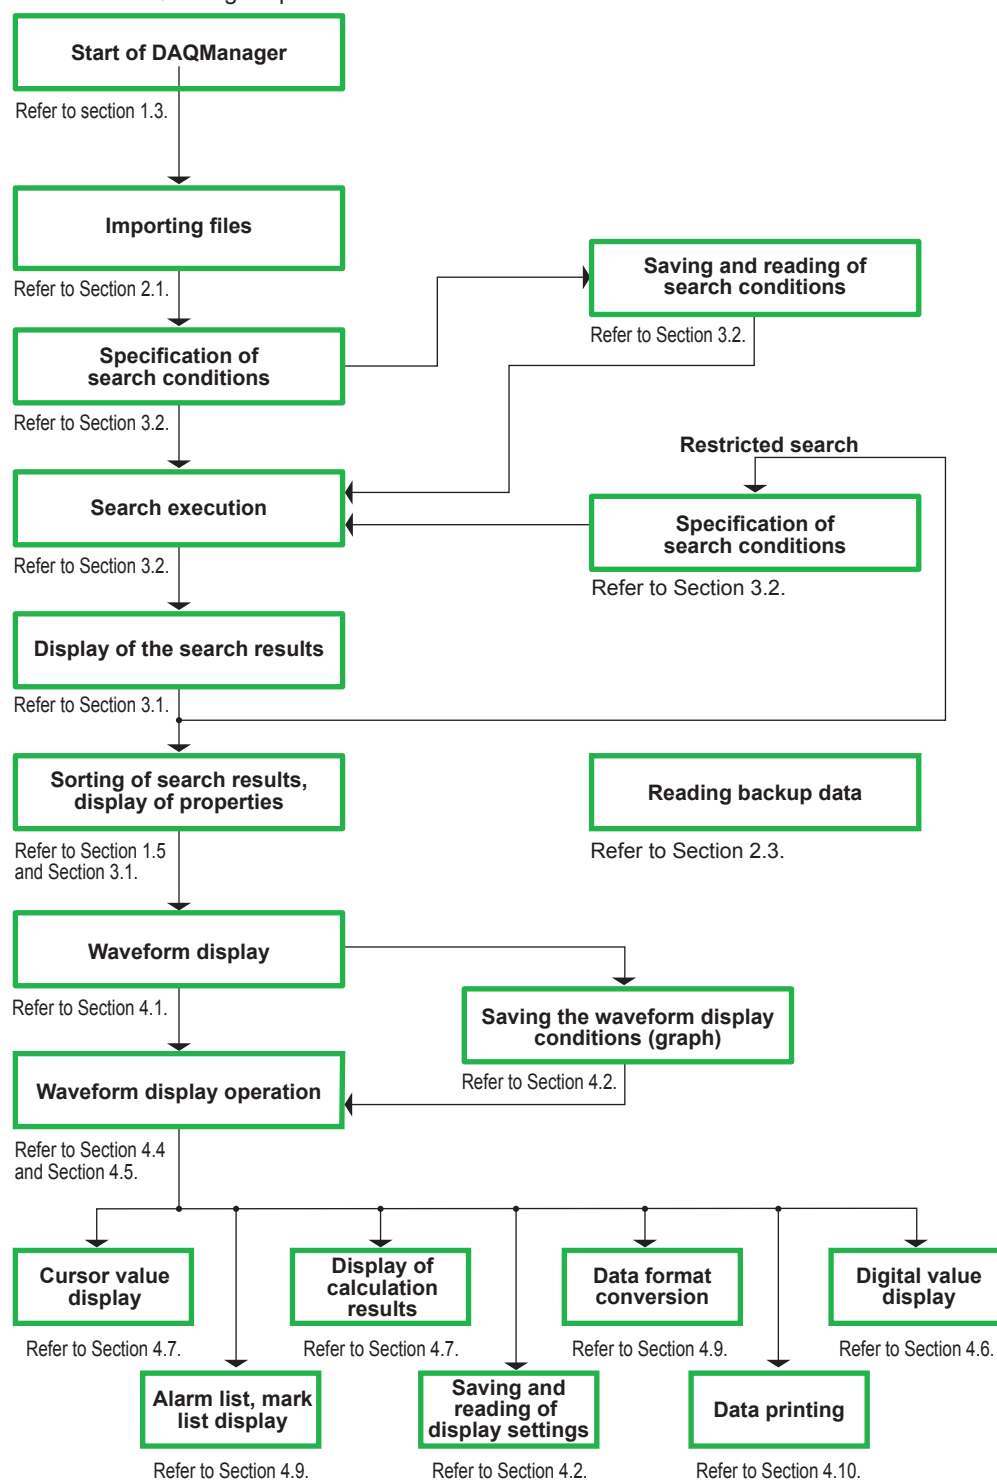 Start of DAQManager
Refer to section 1.3.
Importing files
Refer to Section 2.1.
Saving and reading of
search conditions
Refer to Section 3.2.
Specification of
search conditions
Refer to Section 3.2.
Restricted search
Search execution
Refer to Section 3.2.
Specification of
search conditions
Refer to Section 3.2.
Display of the search results
Refer to Section 3.1.
Sorting of search results,
display of properties
Refer to Section 1.5
and Section 3.1.
Reading backup data
Refer to Section 2.3.
Waveform display
Refer to Section 4.1.
Saving the waveform display
conditions (graph)
Refer to Section 4.2.
Waveform display operation
Refer to Section 4.4
and Section 4.5.
Cursor value
display
Refer to Section 4.7.
Display of
calculation
results
Refer to Section 4.7.
Data format
conversion
Refer to Section 4.9.
Digital value
display
Refer to Section 4.6.
Alarm list, mark
list display
Refer to Section 4.9.
Saving and
reading of
display settings
Refer to Section 4.2.
Data printing
Refer to Section 4.10.